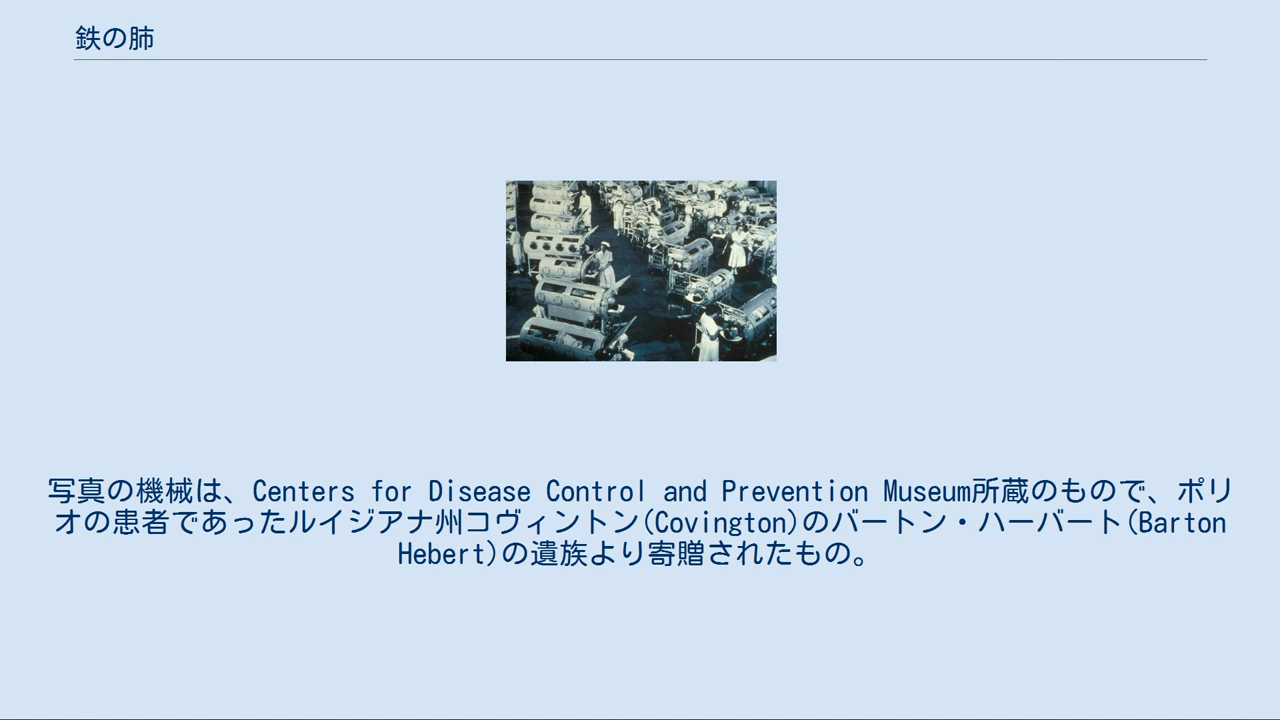 鉄の肺
写真の機械は、Centers for Disease Control and Prevention Museum所蔵のもので、ポリ
オの患者であったルイジアナ州コヴィントン(Covington)のバートン・ハーバート(Barton
Hebert)の遺族より寄贈されたもの。